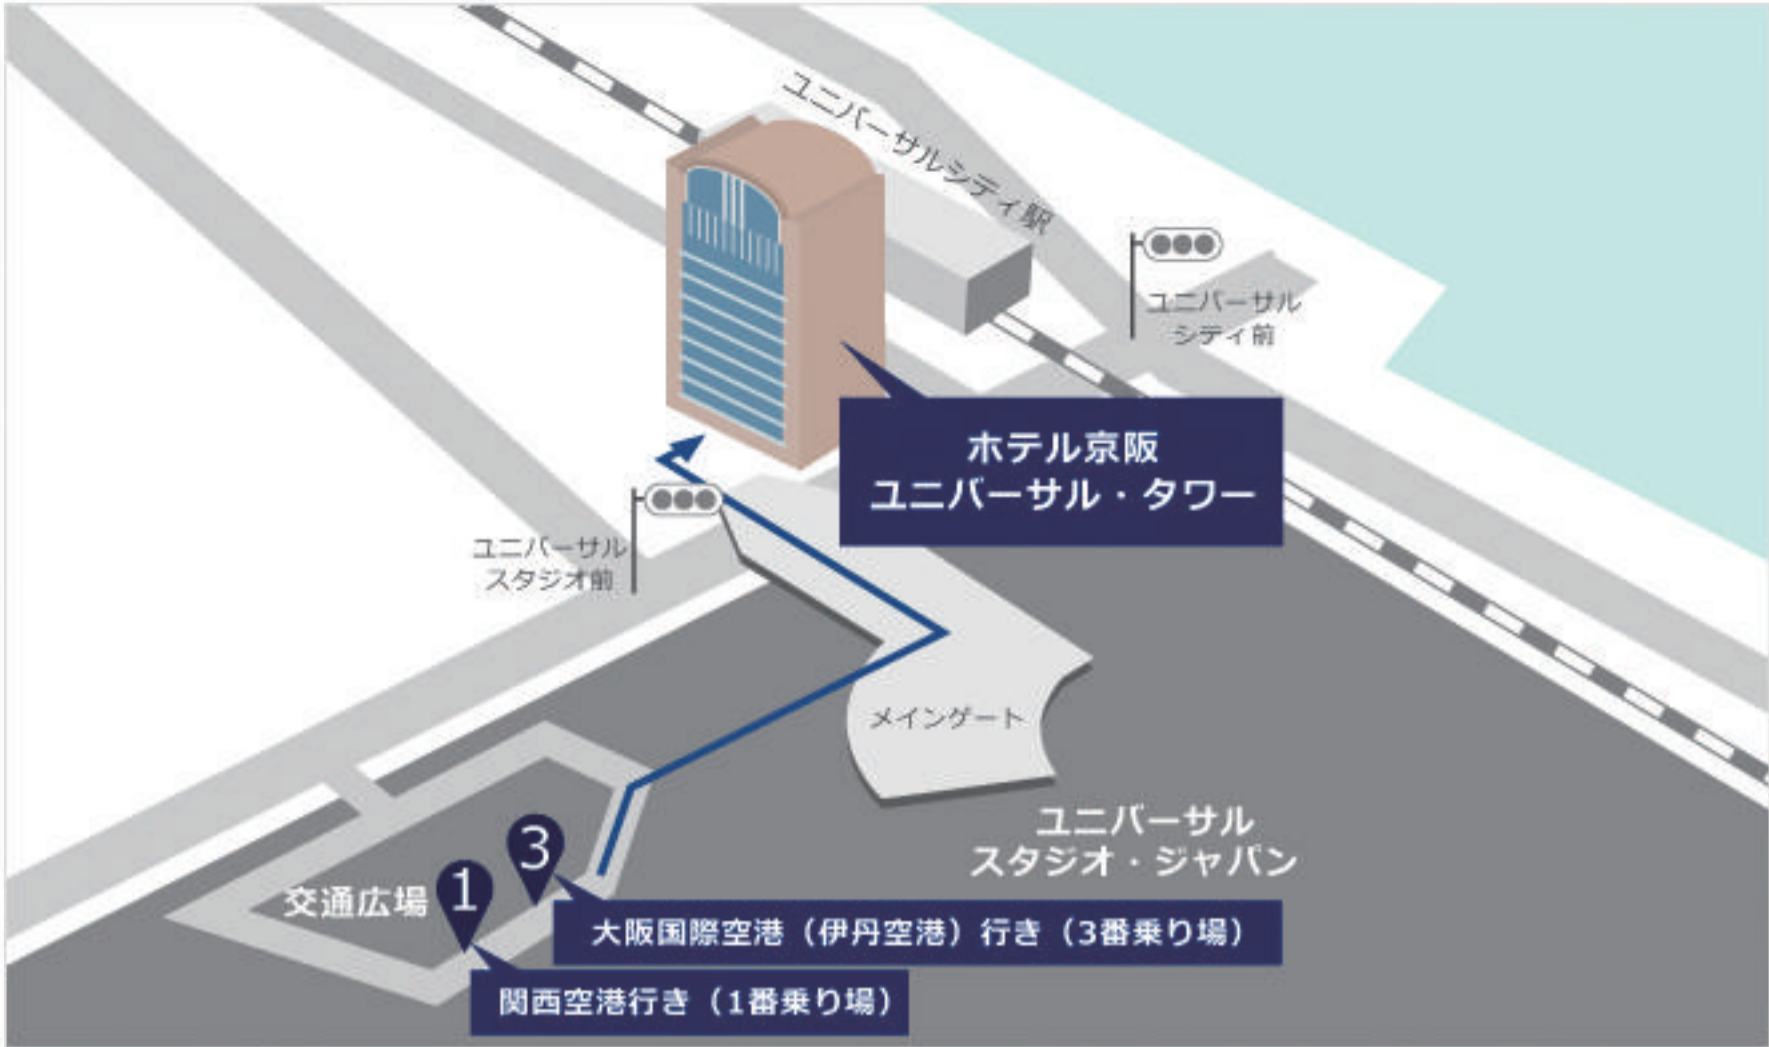 ユニバーサルシティ駅
ユニバーサル
シティ前
ホテル京阪
ユニバーサル・タワー
ユニバーサル
スタジオ前
メインゲート
ユニバーサル
スタジオ・ジャパン
3
交通広場
1
大阪国際空港（伊丹空港）行き（3番乗り場）
関西空港行き（1番乗り場）